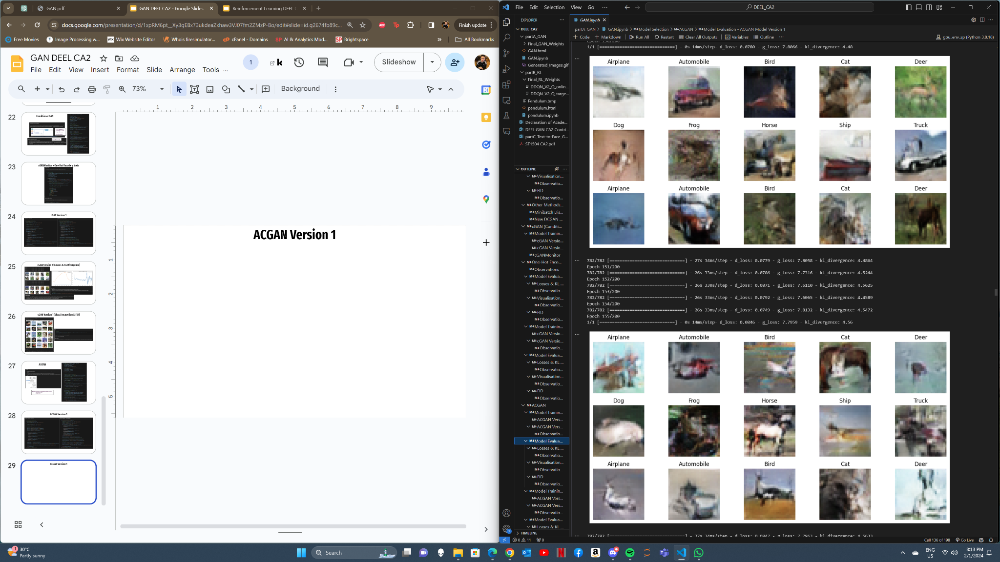 GAN.pdf
GAN DEEL CA2 - Google Slides
Reinforcement Learning DEEL C
docs.google.com/presentation/d/1xpRM6pt__Xy3gEBx73ukdeaZxhaw3VJ07fm2ZMzP-Bo/edit#slide=id.g2674fb89c...
Finish update
Free Movies
Image Processing w...
Wix Website Editor
Whois firesimulator...
cPanel - Domains
AI & Analytics Mod...
Brightspace
All Bookmarks
GAN DEEL CA2
File Edit View Insert Format Slide Arrange Tools ...
1
Slideshow
73%
Background
1 2 3 4 5 6 7 8 9
22
Conditional GAN
23
cGANMonitor + One Hot Encode y_train
24
cGAN Version 1
25
cGAN Version 1 (Losses & KL Divergence)
26
cGAN Version 1 (Visual Inspection & FID)
27
ACGAN
28
ACGAN Version 1
29
ACGAN Version 1
ACGAN Version 1
1
2
3
4
5
File Edit Selection View Go ...
DEEL_CA2
EXPLORER
DEEL_CA2
partA_GAN
Final_GAN_Weights
GAN.html
GAN.ipynb
Generated_Images.gif
partB_RL
Final_RL_Weights
DDQN_V2_Q_onlin...
DDQN_V2_Q_targe...
Pendulum.bmp
pendulum.html
pendulum.ipynb
Declaration of Acade...
DEEL GAN CA2 Contri...
partC_Text-to-Face_G...
ST1504 CA2.pdf
OUTLINE
Visualisation...
Observatio...
FID
Observatio...
Other Methods...
Minibatch Dis...
New DCGAN ...
cGAN (Conditi...
Model Trainin...
cGAN Versio...
cGAN Versio...
cGANMonitor
One-Hot Enco...
Observations
Model Evalua...
Losses & KL ...
Observatio...
Visualisation...
Observatio...
FID
Observatio...
Model Trainin...
cGAN Versio...
cGAN Versio...
Observatio...
Model Evalua...
Losses & KL ...
Observatio...
Visualisation...
Observatio...
FID
Observatio...
ACGAN
Model Trainin...
ACGAN Vers...
ACGAN Vers...
Observatio...
Model Evalua...
Losses & KL ...
Observatio...
Visualisation...
Observatio...
FID
Observatio...
Model Trainin...
ACGAN Vers...
ACGAN Vers...
Observatio...
Model Evalua...
Losses & KL ...
TIMELINE
GAN.ipynb
partA_GAN > GAN.ipynb > Model Selection > ACGAN > Model Evaluation - ACGAN Model Version 1
+ Code + Markdown Run All Restart Clear All Outputs Variables Outline ...
gpu_env_sp (Python 3.8.18)
1/1 [==============================] - 0s 14ms/step- d_loss: 0.0780 - g_loss: 7.8066 - kl_divergence: 4.48
Airplane Automobile Bird Cat Deer
Dog Frog Horse Ship Truck
Airplane Automobile Bird Cat Deer
782/782 [==============================] - 27s 34ms/step - d_loss: 0.0779 - g_loss: 7.8058 - kl_divergence: 4.4864
Epoch 151/200
782/782 [==============================] - 26s 33ms/step - d_loss: 0.0786 - g_loss: 7.7316 - kl_divergence: 4.5244
Epoch 152/200
782/782 [==============================] - 26s 33ms/step - d_loss: 0.0871 - g_loss: 7.6110 - kl_divergence: 4.5625
Epoch 153/200
782/782 [==============================] - 26s 33ms/step - d_loss: 0.0792 - g_loss: 7.6065 - kl_divergence: 4.4589
Epoch 154/200
782/782 [==============================] - 26s 33ms/step - d_loss: 0.0749 - g_loss: 7.8132 - kl_divergence: 4.5472
Epoch 155/200
1/1 [==============================] - 0s 14ms/step- d_loss: 0.0846 - g_loss: 7.7959 - kl_divergence: 4.56
Airplane Automobile Bird Cat Deer
Dog Frog Horse Ship Truck
Airplane Automobile Bird Cat Deer
0 11 0
Cell 136 of 198
Go Live
30°C
Partly sunny
Search
ENG
US
8:13 PM
2/1/2024